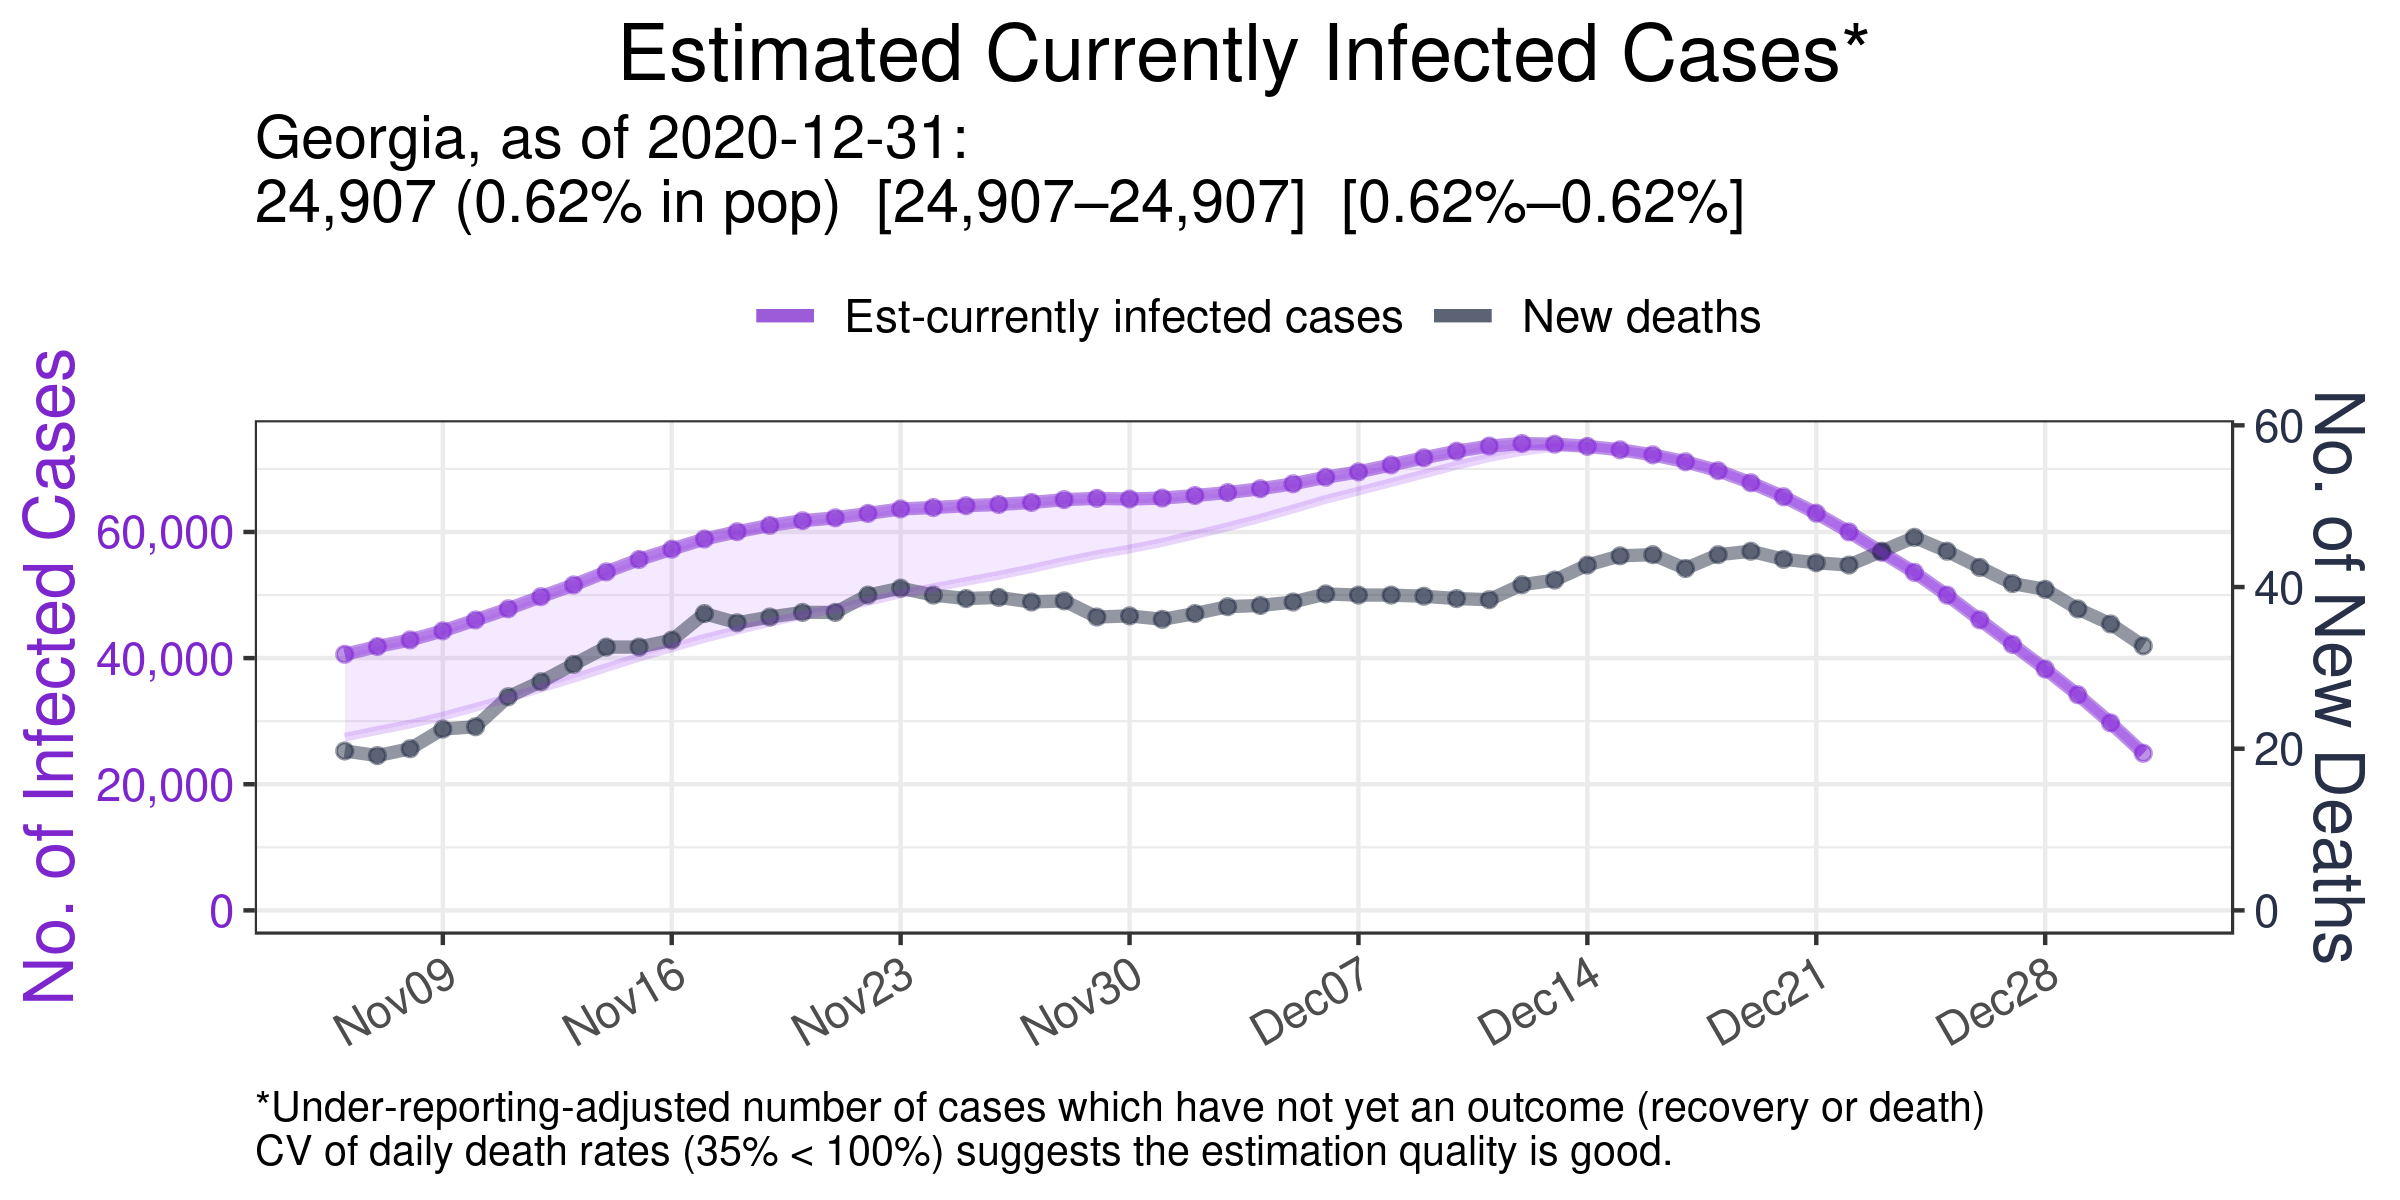 Estimated Currently Infected Cases*
Georgia, as of 2020-12-31:
24,907 (0.62% in pop)  [24,907–24,907]  [0.62%–0.62%]
Est-currently infected cases
New deaths
No. of Infected Cases
60,000
40,000
20,000
0
60
40
20
0
No. of New Deaths
Nov09
Nov16
Nov23
Nov30
Dec07
Dec14
Dec21
Dec28
*Under-reporting-adjusted number of cases which have not yet an outcome (recovery or death)
CV of daily death rates (35% < 100%) suggests the estimation quality is good.